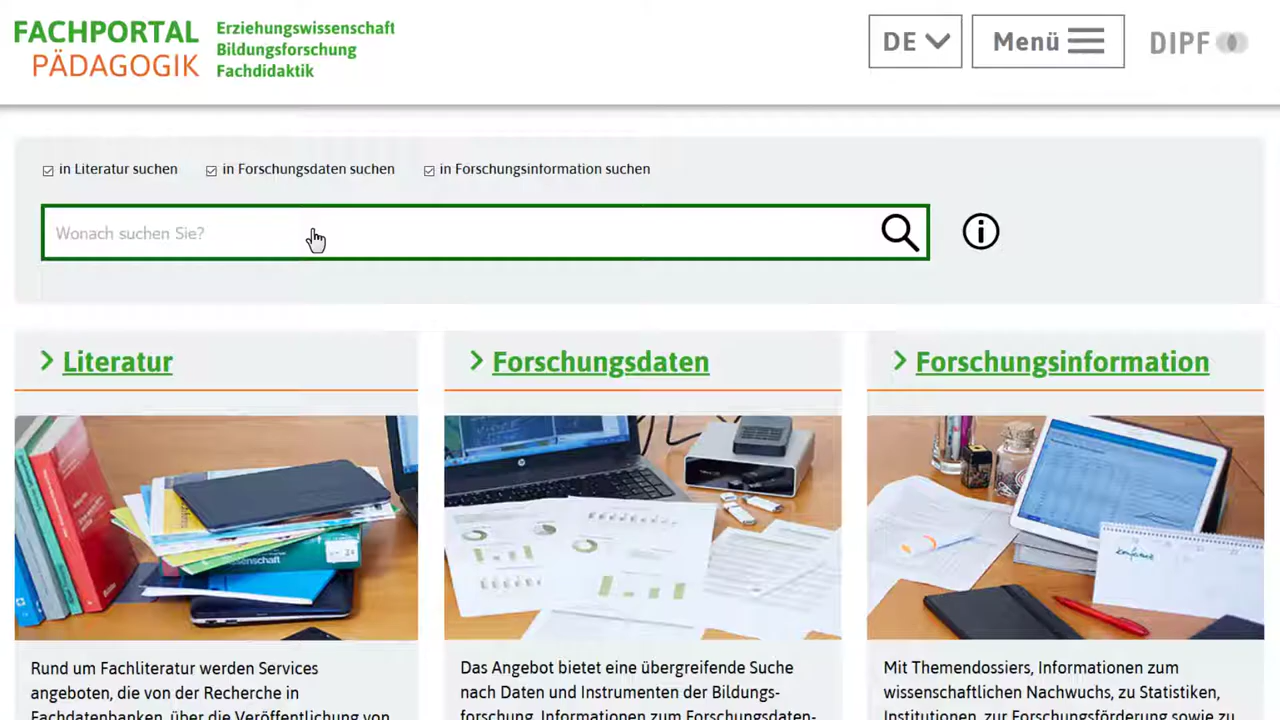 FACHPORTAL
PÄDAGOGIK
Erziehungswissenschaft
Bildungsforschung
Fachdidaktik
DE
Menü
DIPF
in Literatur suchen
in Forschungsdaten suchen
in Forschungsinformation suchen
Wonach suchen Sie?
Literatur
Forschungsdaten
Forschungsinformation
Rund um Fachliteratur werden Services
angeboten, die von der Recherche in
Fachdatenbanken, über die Veröffentlichung von
Das Angebot bietet eine übergreifende Suche
nach Daten und Instrumenten der Bildungs-
forschung, Informationen zum Forschungsdaten-
Mit Themendossiers, Informationen zum
wissenschaftlichen Nachwuchs, zu Statistiken,
Institutionen, zur Forschungsförderung sowie zu